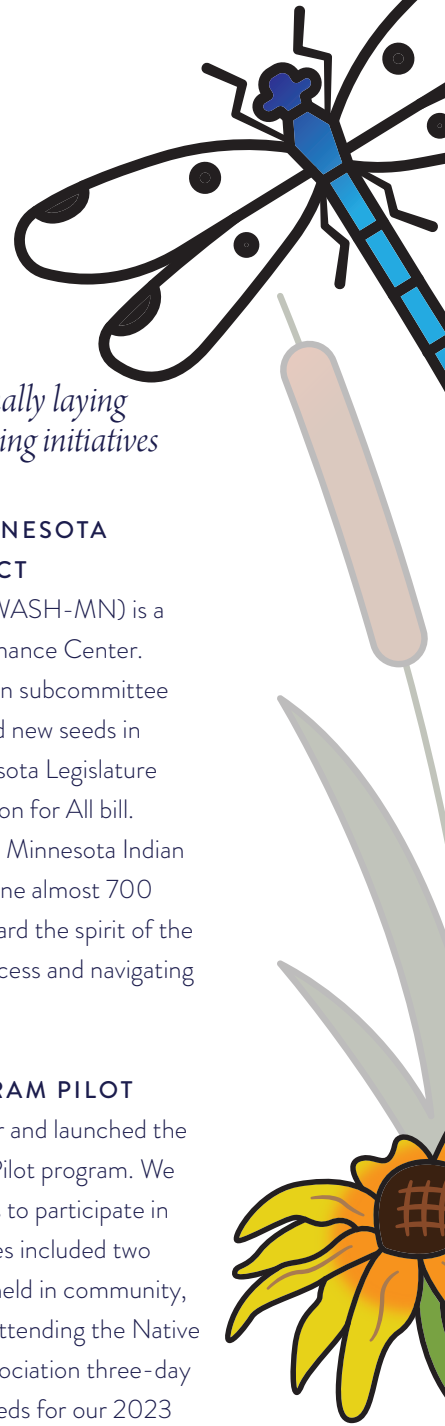 ally laying
ing initiatives
NESOTA
CT
WASH-MN) is a
nance Center.
n subcommittee
d new seeds in
sota Legislature
on for All bill.
Minnesota Indian
ne almost 700
ard the spirit of the
cess and navigating
RAM PILOT
r and launched the
Pilot program. We
s to participate in
es included two
held in community,
ttending the Native
ociation three-day
eds for our 2023